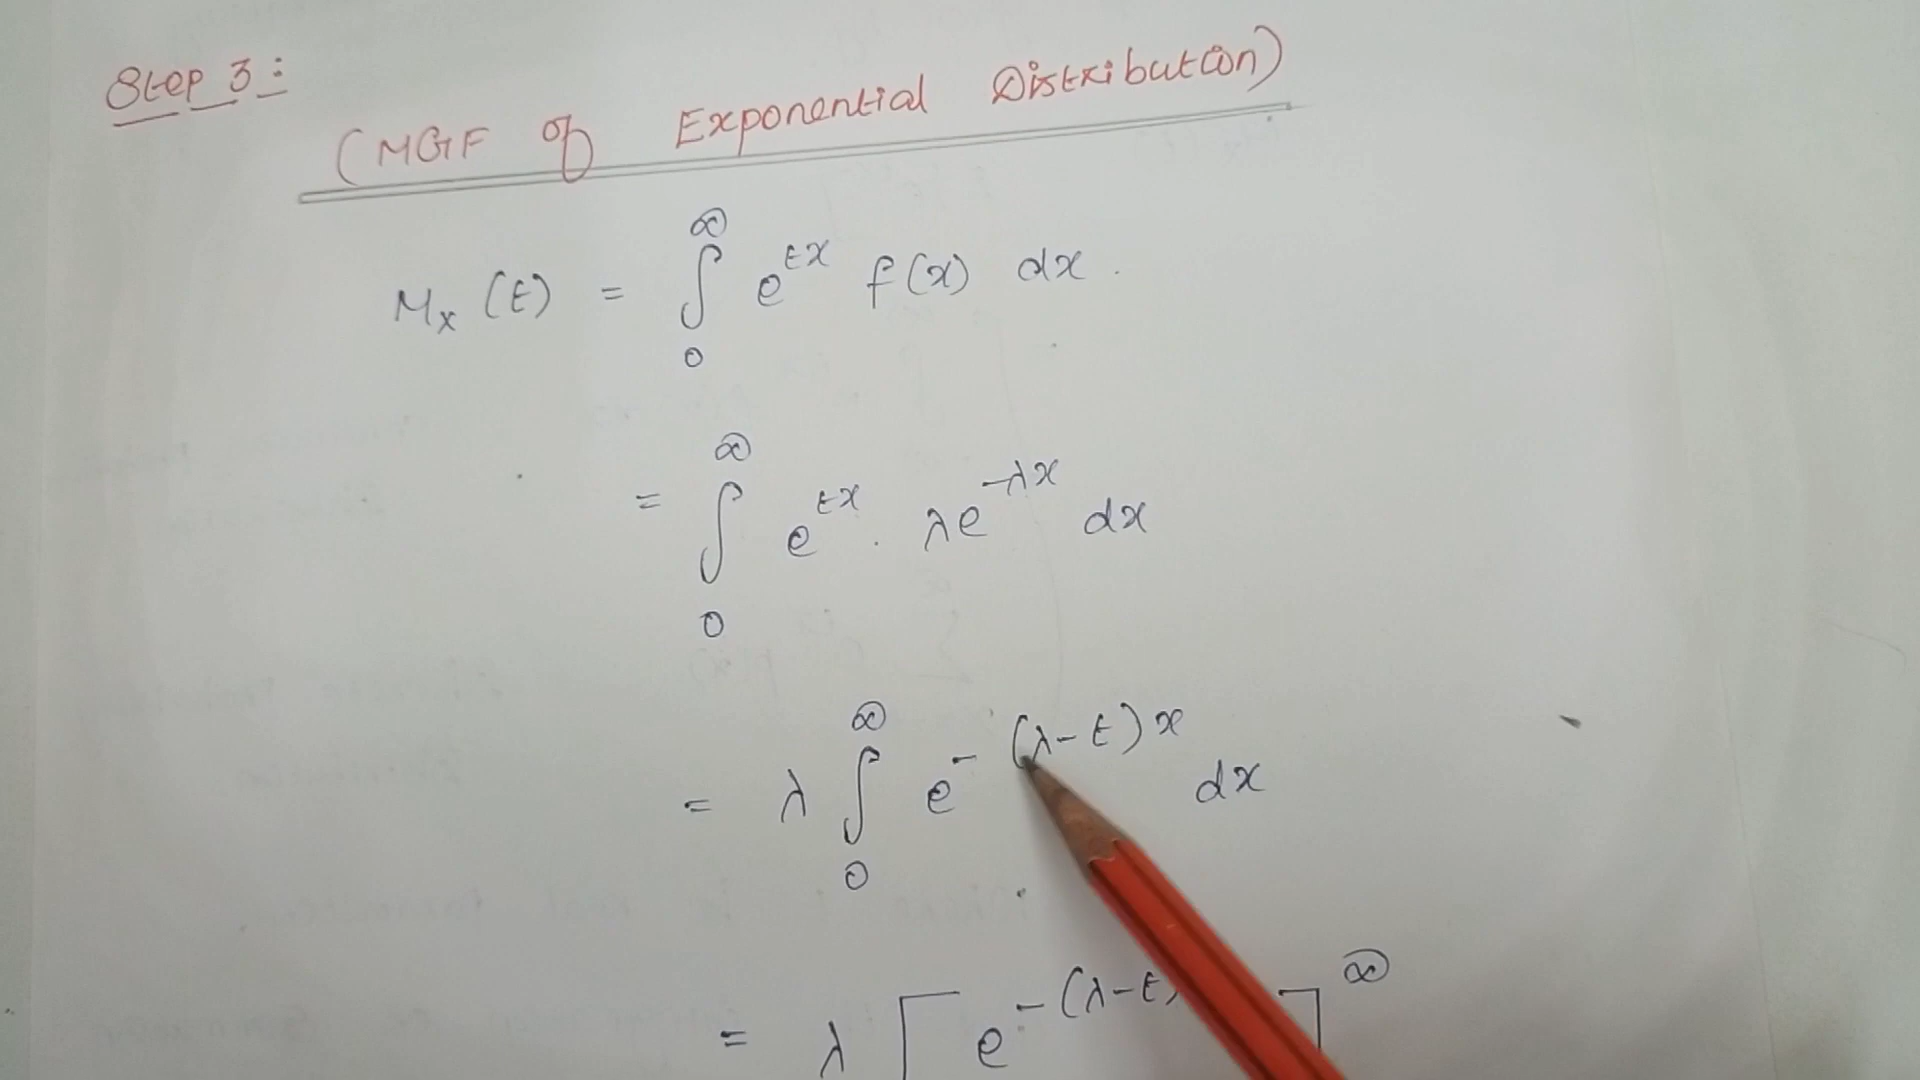 Step 3:
(MGF of Exponential Distribution)
Mx (t) = ∫₀^∞ e^tx f(x) dx.
= ∫₀^∞ e^tx . λe^-λx dx
= λ ∫₀^∞ e^-(λ-t)x dx
= λ [ e^-(λ-t) ]^∞